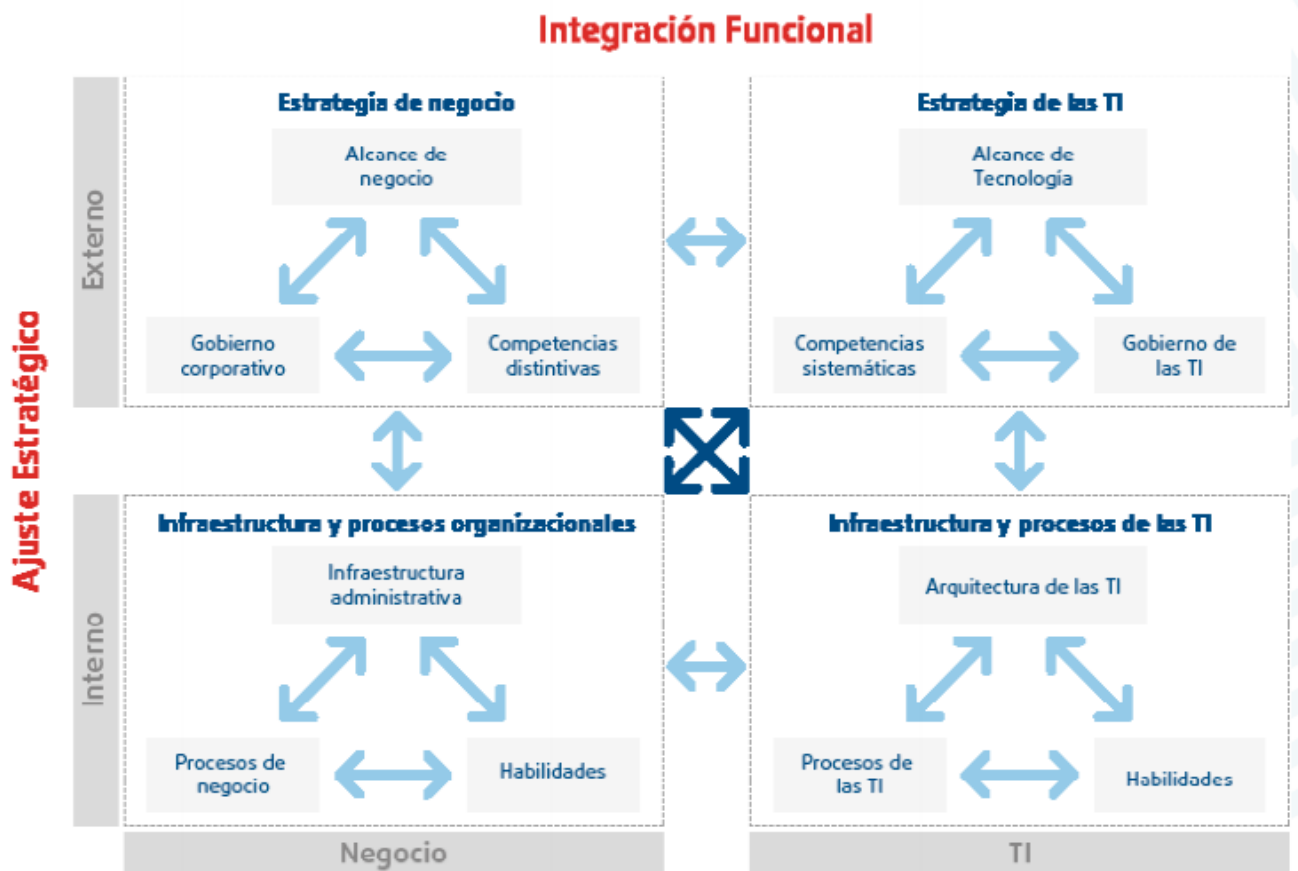 Integración Funcional
Ajuste Estratégico
Externo
Estrategia de negocio
Alcance de
negocio
Gobierno
corporativo
Competencias
distintivas
Estrategia de las TI
Alcance de
Tecnología
Competencias
sistemáticas
Gobierno de
las TI
Interno
Infraestructura y procesos organizacionales
Infraestructura
administrativa
Procesos de
negocio
Habilidades
Infraestructura y procesos de las TI
Arquitectura de las TI
Procesos de
las TI
Habilidades
Negocio
TI